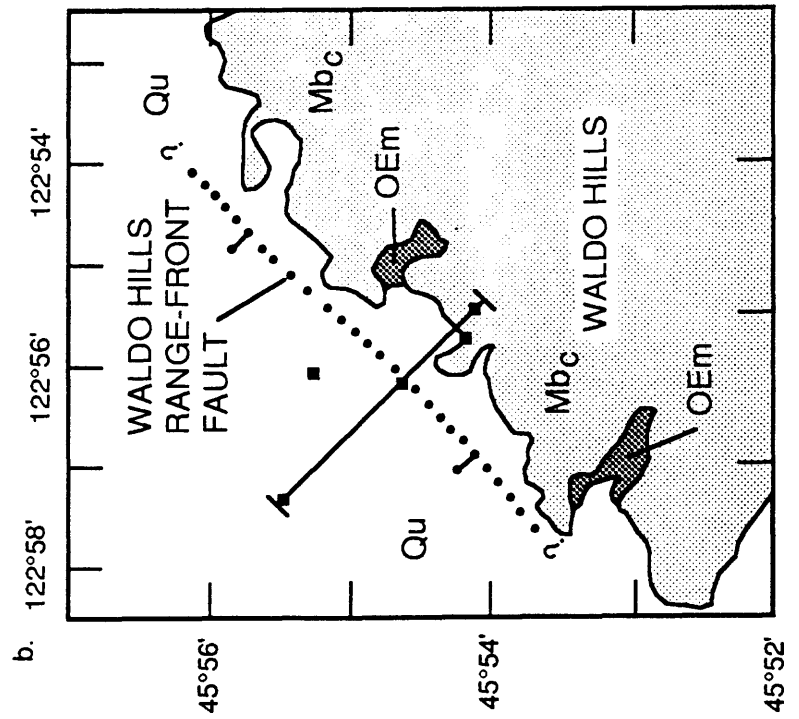 b.
122°58'
122°56'
122°54'
45°56'
45°54'
45°52'
WALDO HILLS
RANGE-FRONT
FAULT
Qu
?
Mbc
OEm
Qu
?
Mbc
WALDO HILLS
OEm